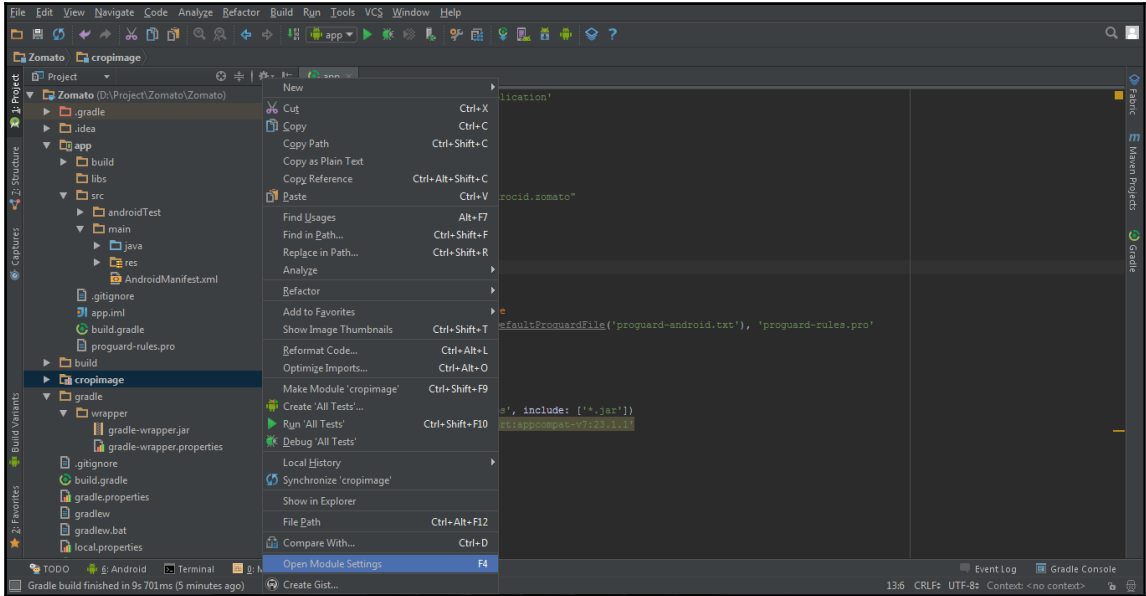 File Edit View Navigate Code Analyze Refactor Build Run Tools VCS Window Help
app
Zomato cropimage
Project
app
1: Project
2: Structure
Captures
Build Variants
2: Favorites
Zomato (D:\Project\Zomato\Zomato)
.gradle
.idea
app
build
libs
src
androidTest
main
java
res
AndroidManifest.xml
.gitignore
app.iml
build.gradle
proguard-rules.pro
build
cropimage
gradle
wrapper
gradle-wrapper.jar
gradle-wrapper.properties
.gitignore
build.gradle
gradle.properties
gradlew
gradlew.bat
local.properties
New
Cut Ctrl+X
Copy Ctrl+C
Copy Path Ctrl+Shift+C
Copy as Plain Text
Copy Reference Ctrl+Alt+Shift+C
Paste Ctrl+V
Find Usages Alt+F7
Find in Path... Ctrl+Shift+F
Replace in Path... Ctrl+Shift+R
Analyze
Refactor
Add to Favorites
Show Image Thumbnails Ctrl+Shift+T
Reformat Code... Ctrl+Alt+L
Optimize Imports... Ctrl+Alt+O
Make Module 'cropimage' Ctrl+Shift+F9
Create 'All Tests'...
Run 'All Tests' Ctrl+Shift+F10
Debug 'All Tests'
Local History
Synchronize 'cropimage'
Show in Explorer
File Path Ctrl+Alt+F12
Compare With... Ctrl+D
Open Module Settings F4
Create Gist...
lication'
rocid.zomato"
e
efaultProguardFile('proguard-android.txt'), 'proguard-rules.pro'
s', include: ['*.jar'])
rt:appcompat-v7:23.1.1'
Fabric
m Maven Projects
Gradle
TODO 6: Android Terminal 0: M
Event Log Gradle Console
Gradle build finished in 9s 701ms (5 minutes ago)
13:6 CRLF÷ UTF-8÷ Context: <no context>